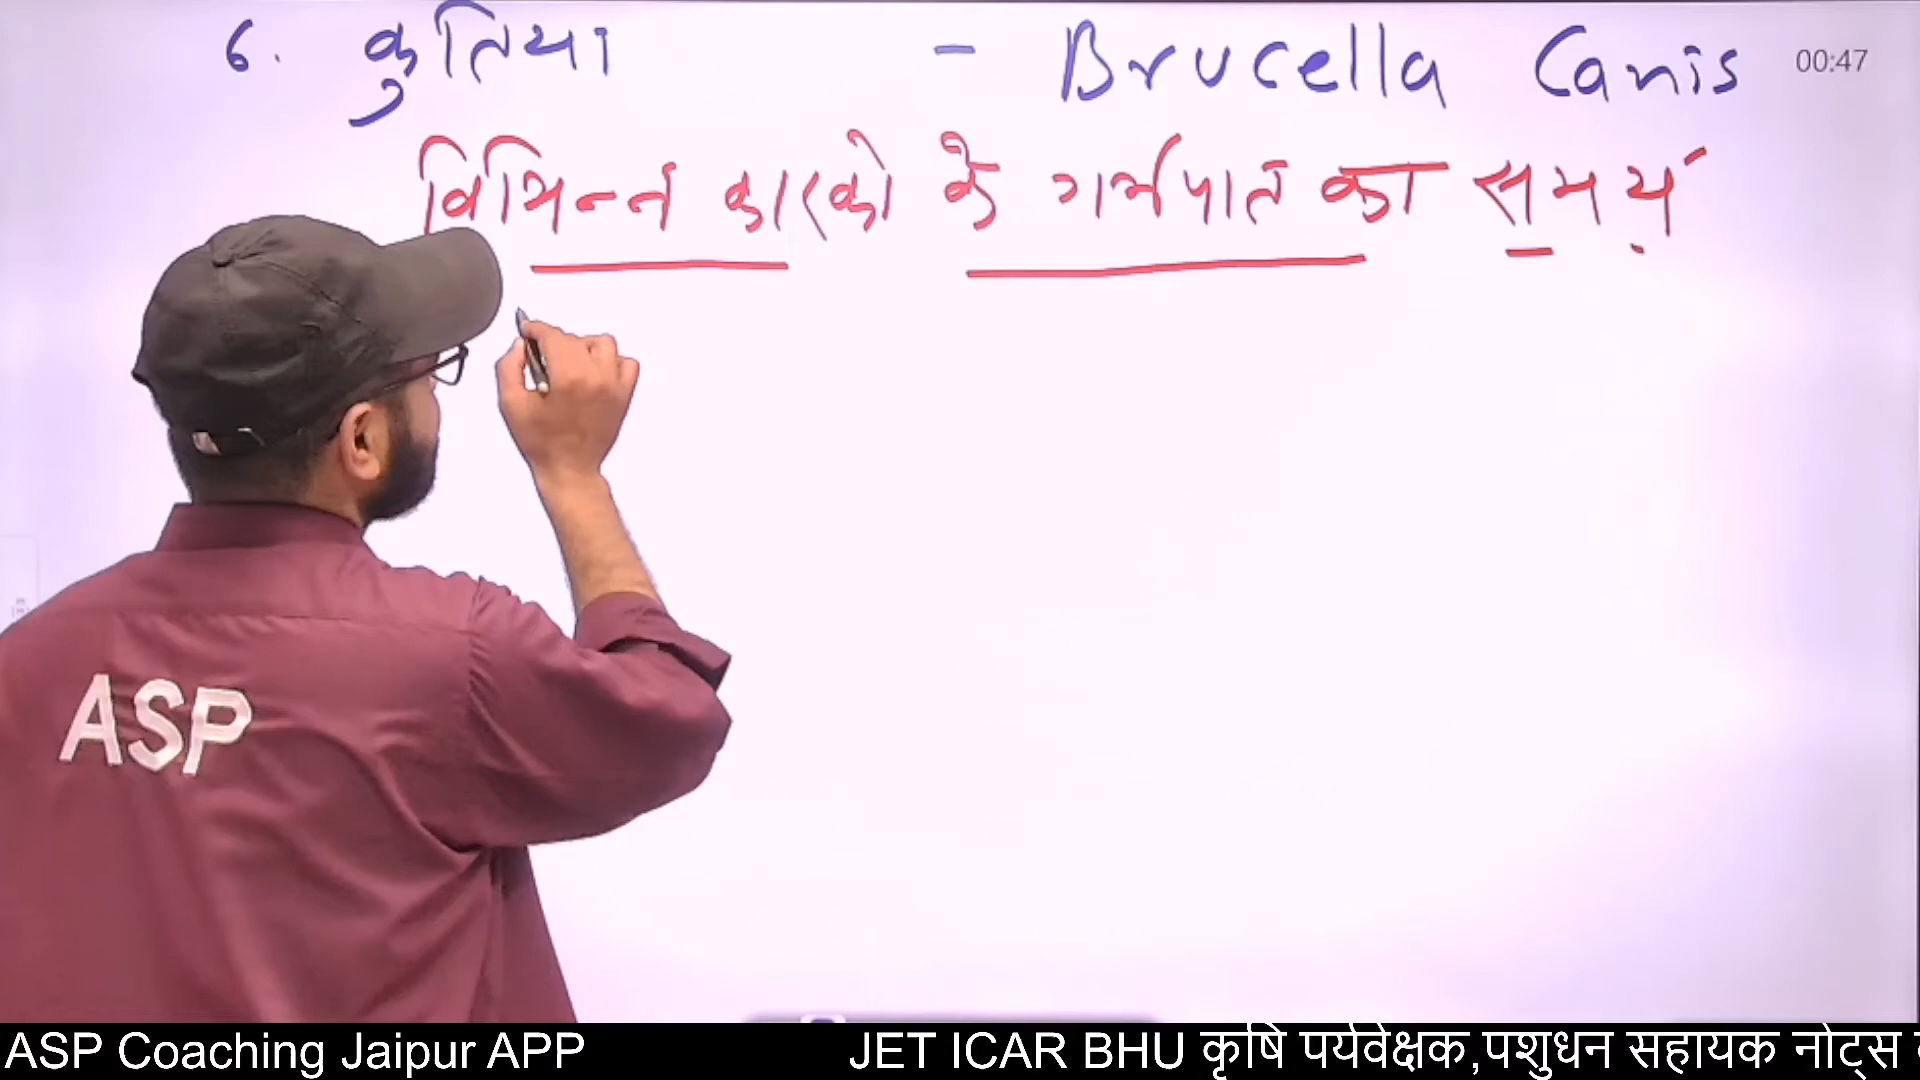 6. कुतिया - Brucella Canis
00:47
विभिन्न कारको के गर्भपात का समय
ASP
ASP Coaching Jaipur APP JET ICAR BHU कृषि पर्यवेक्षक,पशुधन सहायक नोट्स